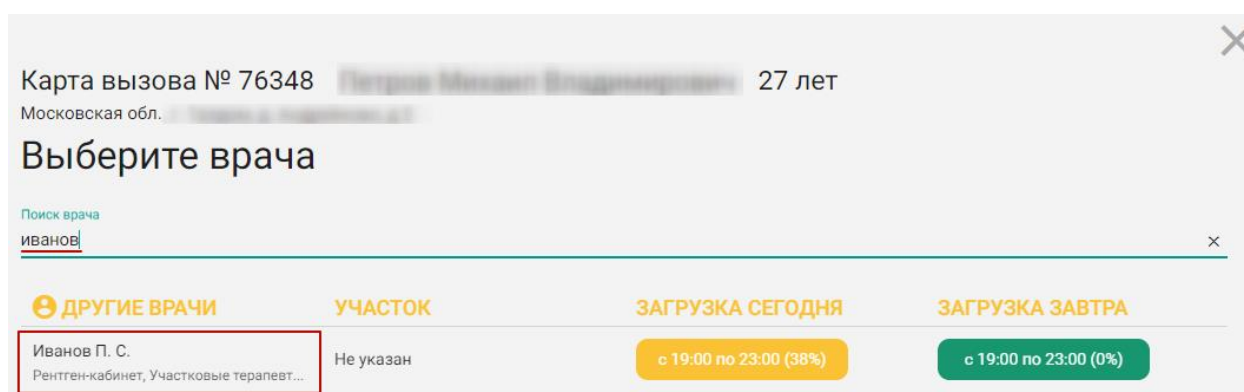 Карта вызова № 76348 27 лет
Московская обл.
Выберите врача
Поиск врача
иванов
ДРУГИЕ ВРАЧИ УЧАСТОК ЗАГРУЗКА СЕГОДНЯ ЗАГРУЗКА ЗАВТРА
Иванов П. С. Не указан с 19:00 по 23:00 (38%) с 19:00 по 23:00 (0%)
Рентген-кабинет, Участковые терапевт...